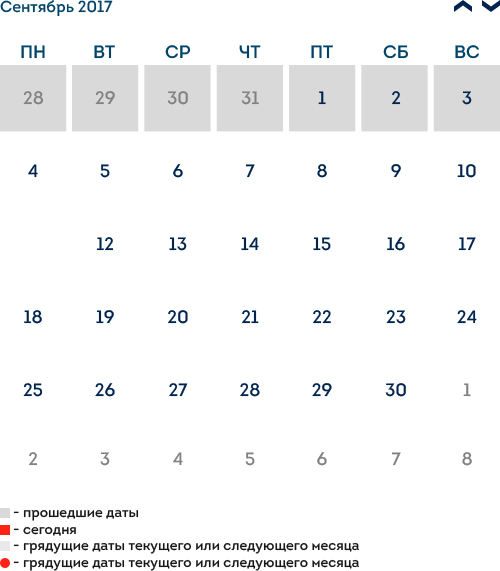 Сентябрь 2017
ПН ВТ СР ЧТ ПТ СБ ВС
28 29 30 31 1 2 3
4 5 6 7 8 9 10
12 13 14 15 16 17
18 19 20 21 22 23 24
25 26 27 28 29 30 1
2 3 4 5 6 7 8
- прошедшие даты
- сегодня
- грядущие даты текущего или следующего месяца
- грядущие даты текущего или следующего месяца